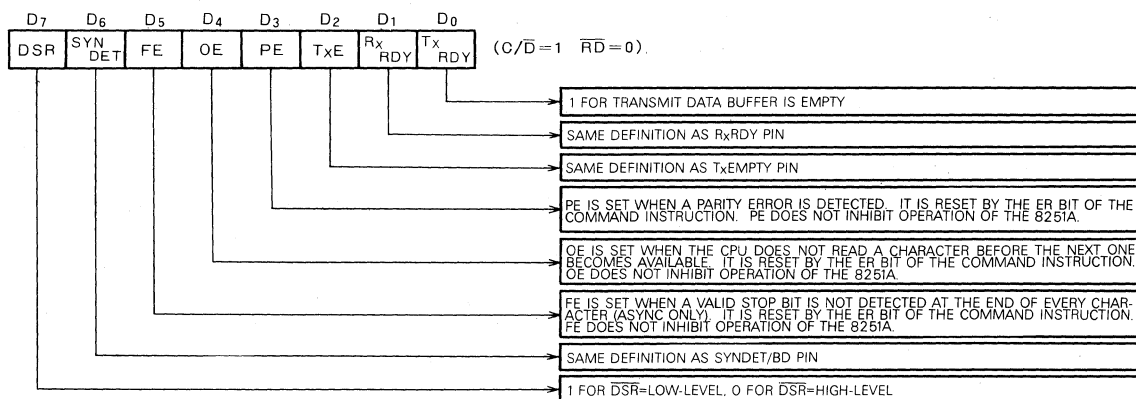 D7 D6 D5 D4 D3 D2 D1 D0
DSR SYN DET FE OE PE TxE Rx RDY Tx RDY (C/D̅=1 R̅D̅=0).
1 FOR TRANSMIT DATA BUFFER IS EMPTY
SAME DEFINITION AS RxRDY PIN
SAME DEFINITION AS TxEMPTY PIN
PE IS SET WHEN A PARITY ERROR IS DETECTED. IT IS RESET BY THE ER BIT OF THE
COMMAND INSTRUCTION. PE DOES NOT INHIBIT OPERATION OF THE 8251A.
OE IS SET WHEN THE CPU DOES NOT READ A CHARACTER BEFORE THE NEXT ONE
BECOMES AVAILABLE. IT IS RESET BY THE ER BIT OF THE COMMAND INSTRUCTION.
OE DOES NOT INHIBIT OPERATION OF THE 8251A.
FE IS SET WHEN A VALID STOP BIT IS NOT DETECTED AT THE END OF EVERY CHAR-
ACTER (ASYNC ONLY). IT IS RESET BY THE ER BIT OF THE COMMAND INSTRUCTION.
FE DOES NOT INHIBIT OPERATION OF THE 8251A.
SAME DEFINITION AS SYNDET/BD PIN
1 FOR D̅S̅R̅=LOW-LEVEL, 0 FOR D̅S̅R̅=HIGH-LEVEL